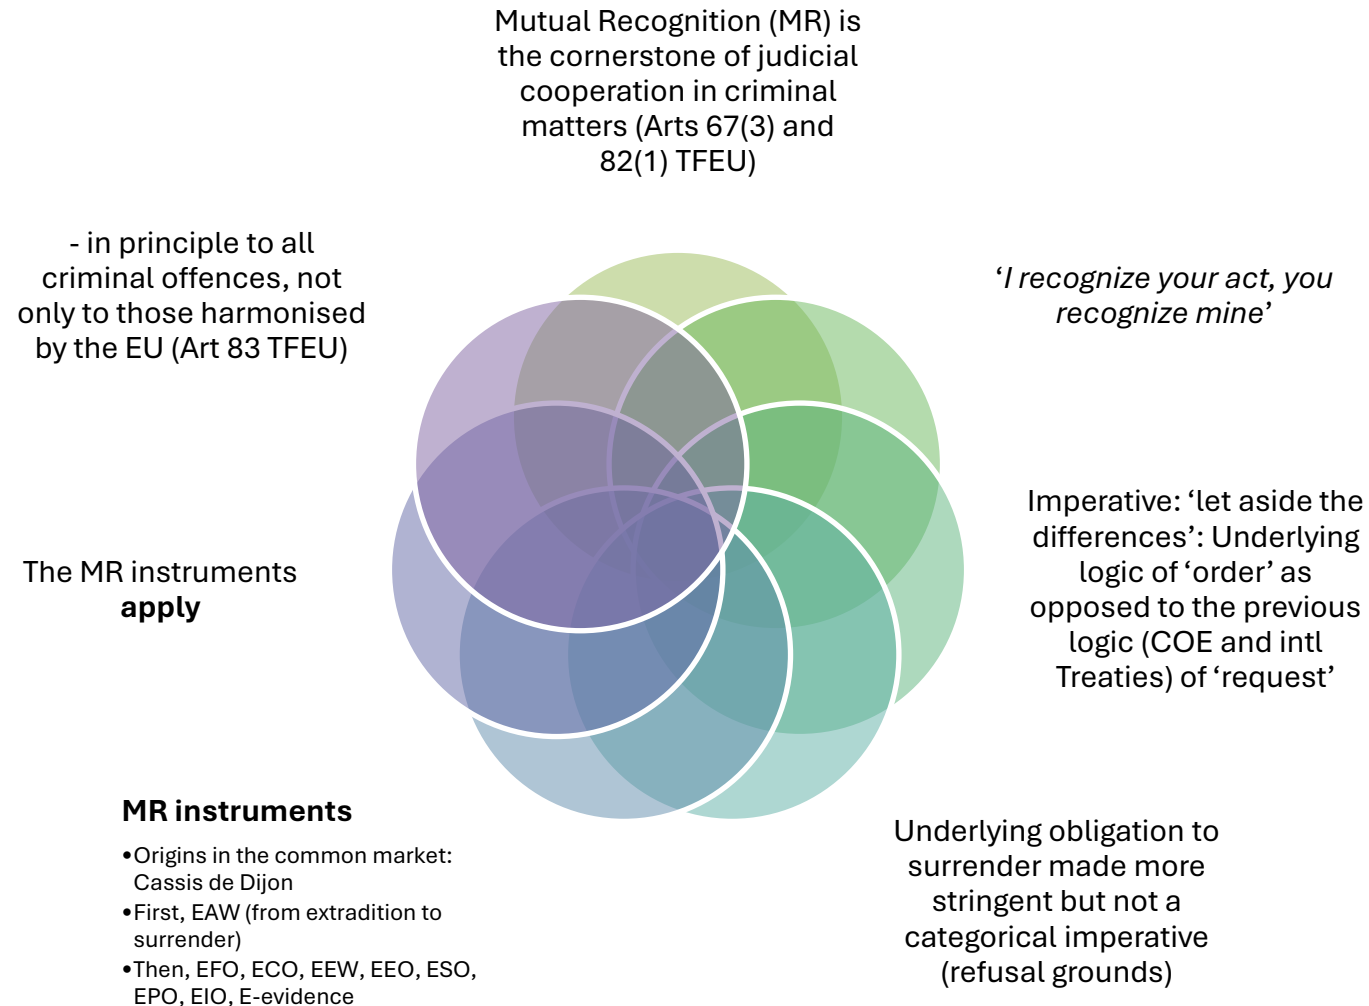 Mutual Recognition (MR) is
the cornerstone of judicial
cooperation in criminal
matters (Arts 67(3) and
82(1) TFEU)
‘I recognize your act, you
recognize mine’
Imperative: ‘let aside the
differences’: Underlying
logic of ‘order’ as
opposed to the previous
logic (COE and intl
Treaties) of ‘request’
Underlying obligation to
surrender made more
stringent but not a
categorical imperative
(refusal grounds)
MR instruments
•Origins in the common market:
Cassis de Dijon
•First, EAW (from extradition to
surrender)
•Then, EFO, ECO, EEW, EEO, ESO,
EPO, EIO, E-evidence
The MR instruments
apply
- in principle to all
criminal offences, not
only to those harmonised
by the EU (Art 83 TFEU)